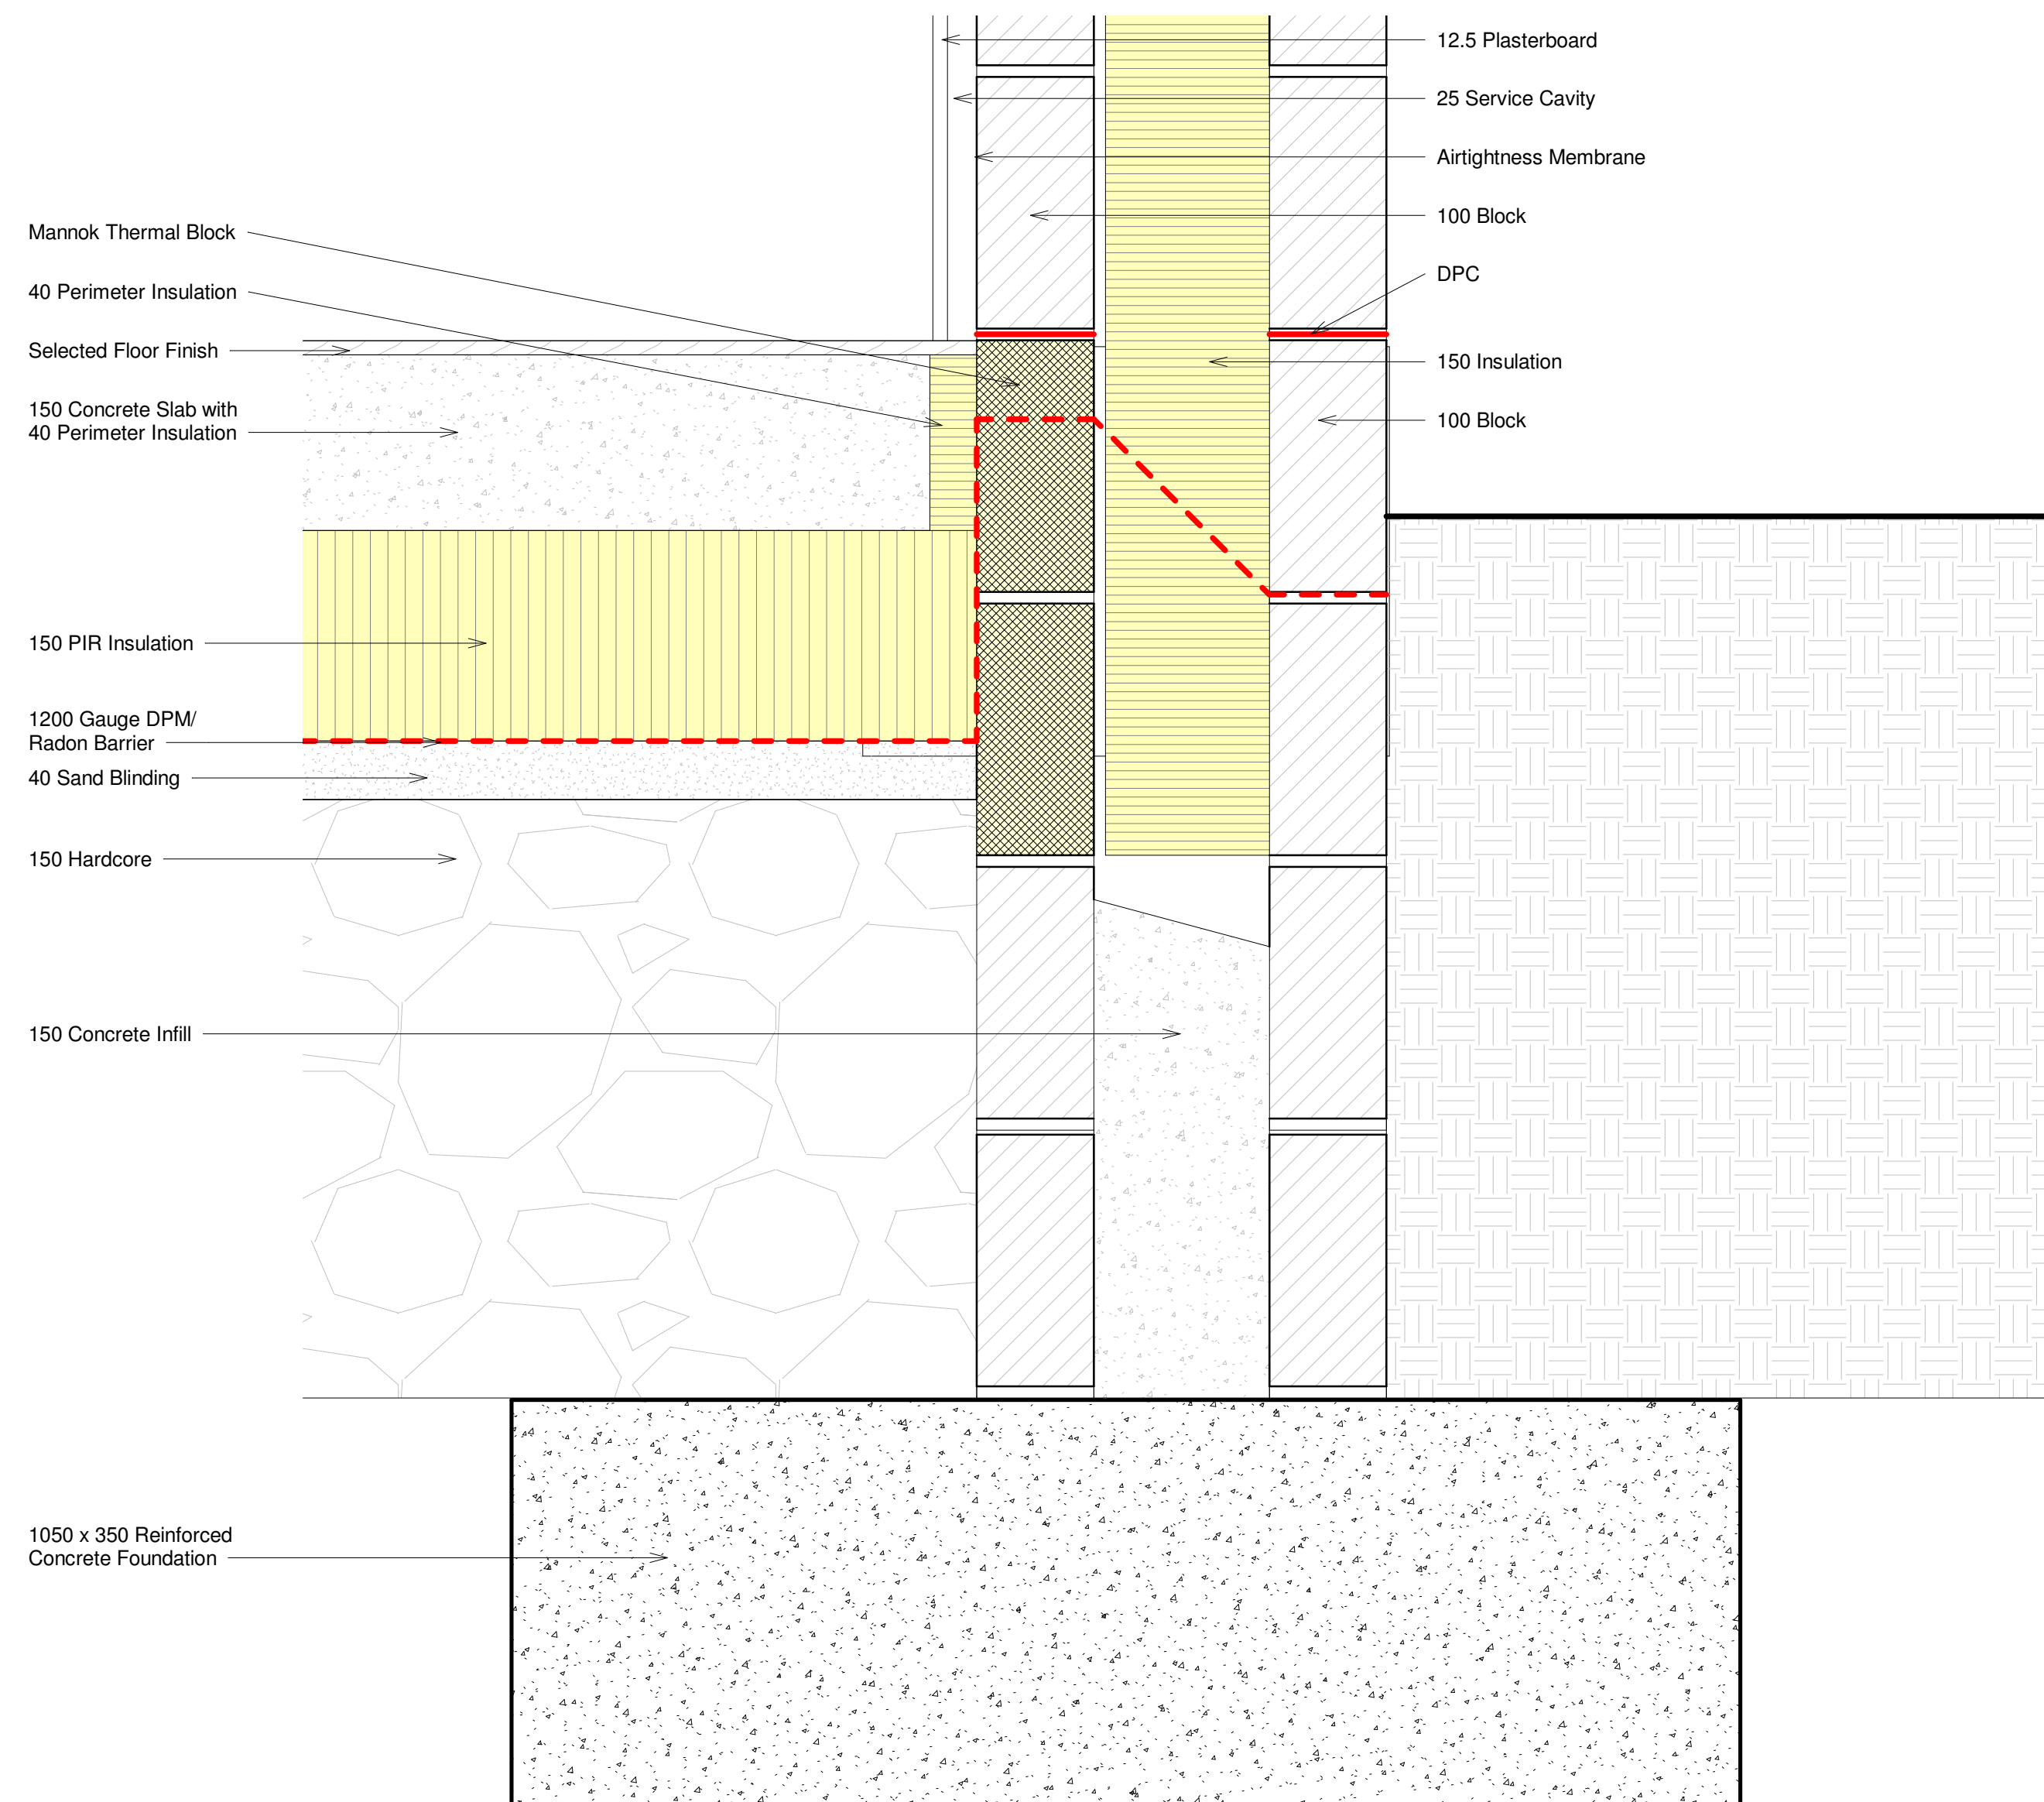 12.5 Plasterboard
25 Service Cavity
Airtightness Membrane
100 Block
DPC
150 Insulation
100 Block
Mannok Thermal Block
40 Perimeter Insulation
Selected Floor Finish
150 Concrete Slab with
40 Perimeter Insulation
150 PIR Insulation
1200 Gauge DPM/
Radon Barrier
40 Sand Blinding
150 Hardcore
150 Concrete Infill
1050 x 350 Reinforced
Concrete Foundation